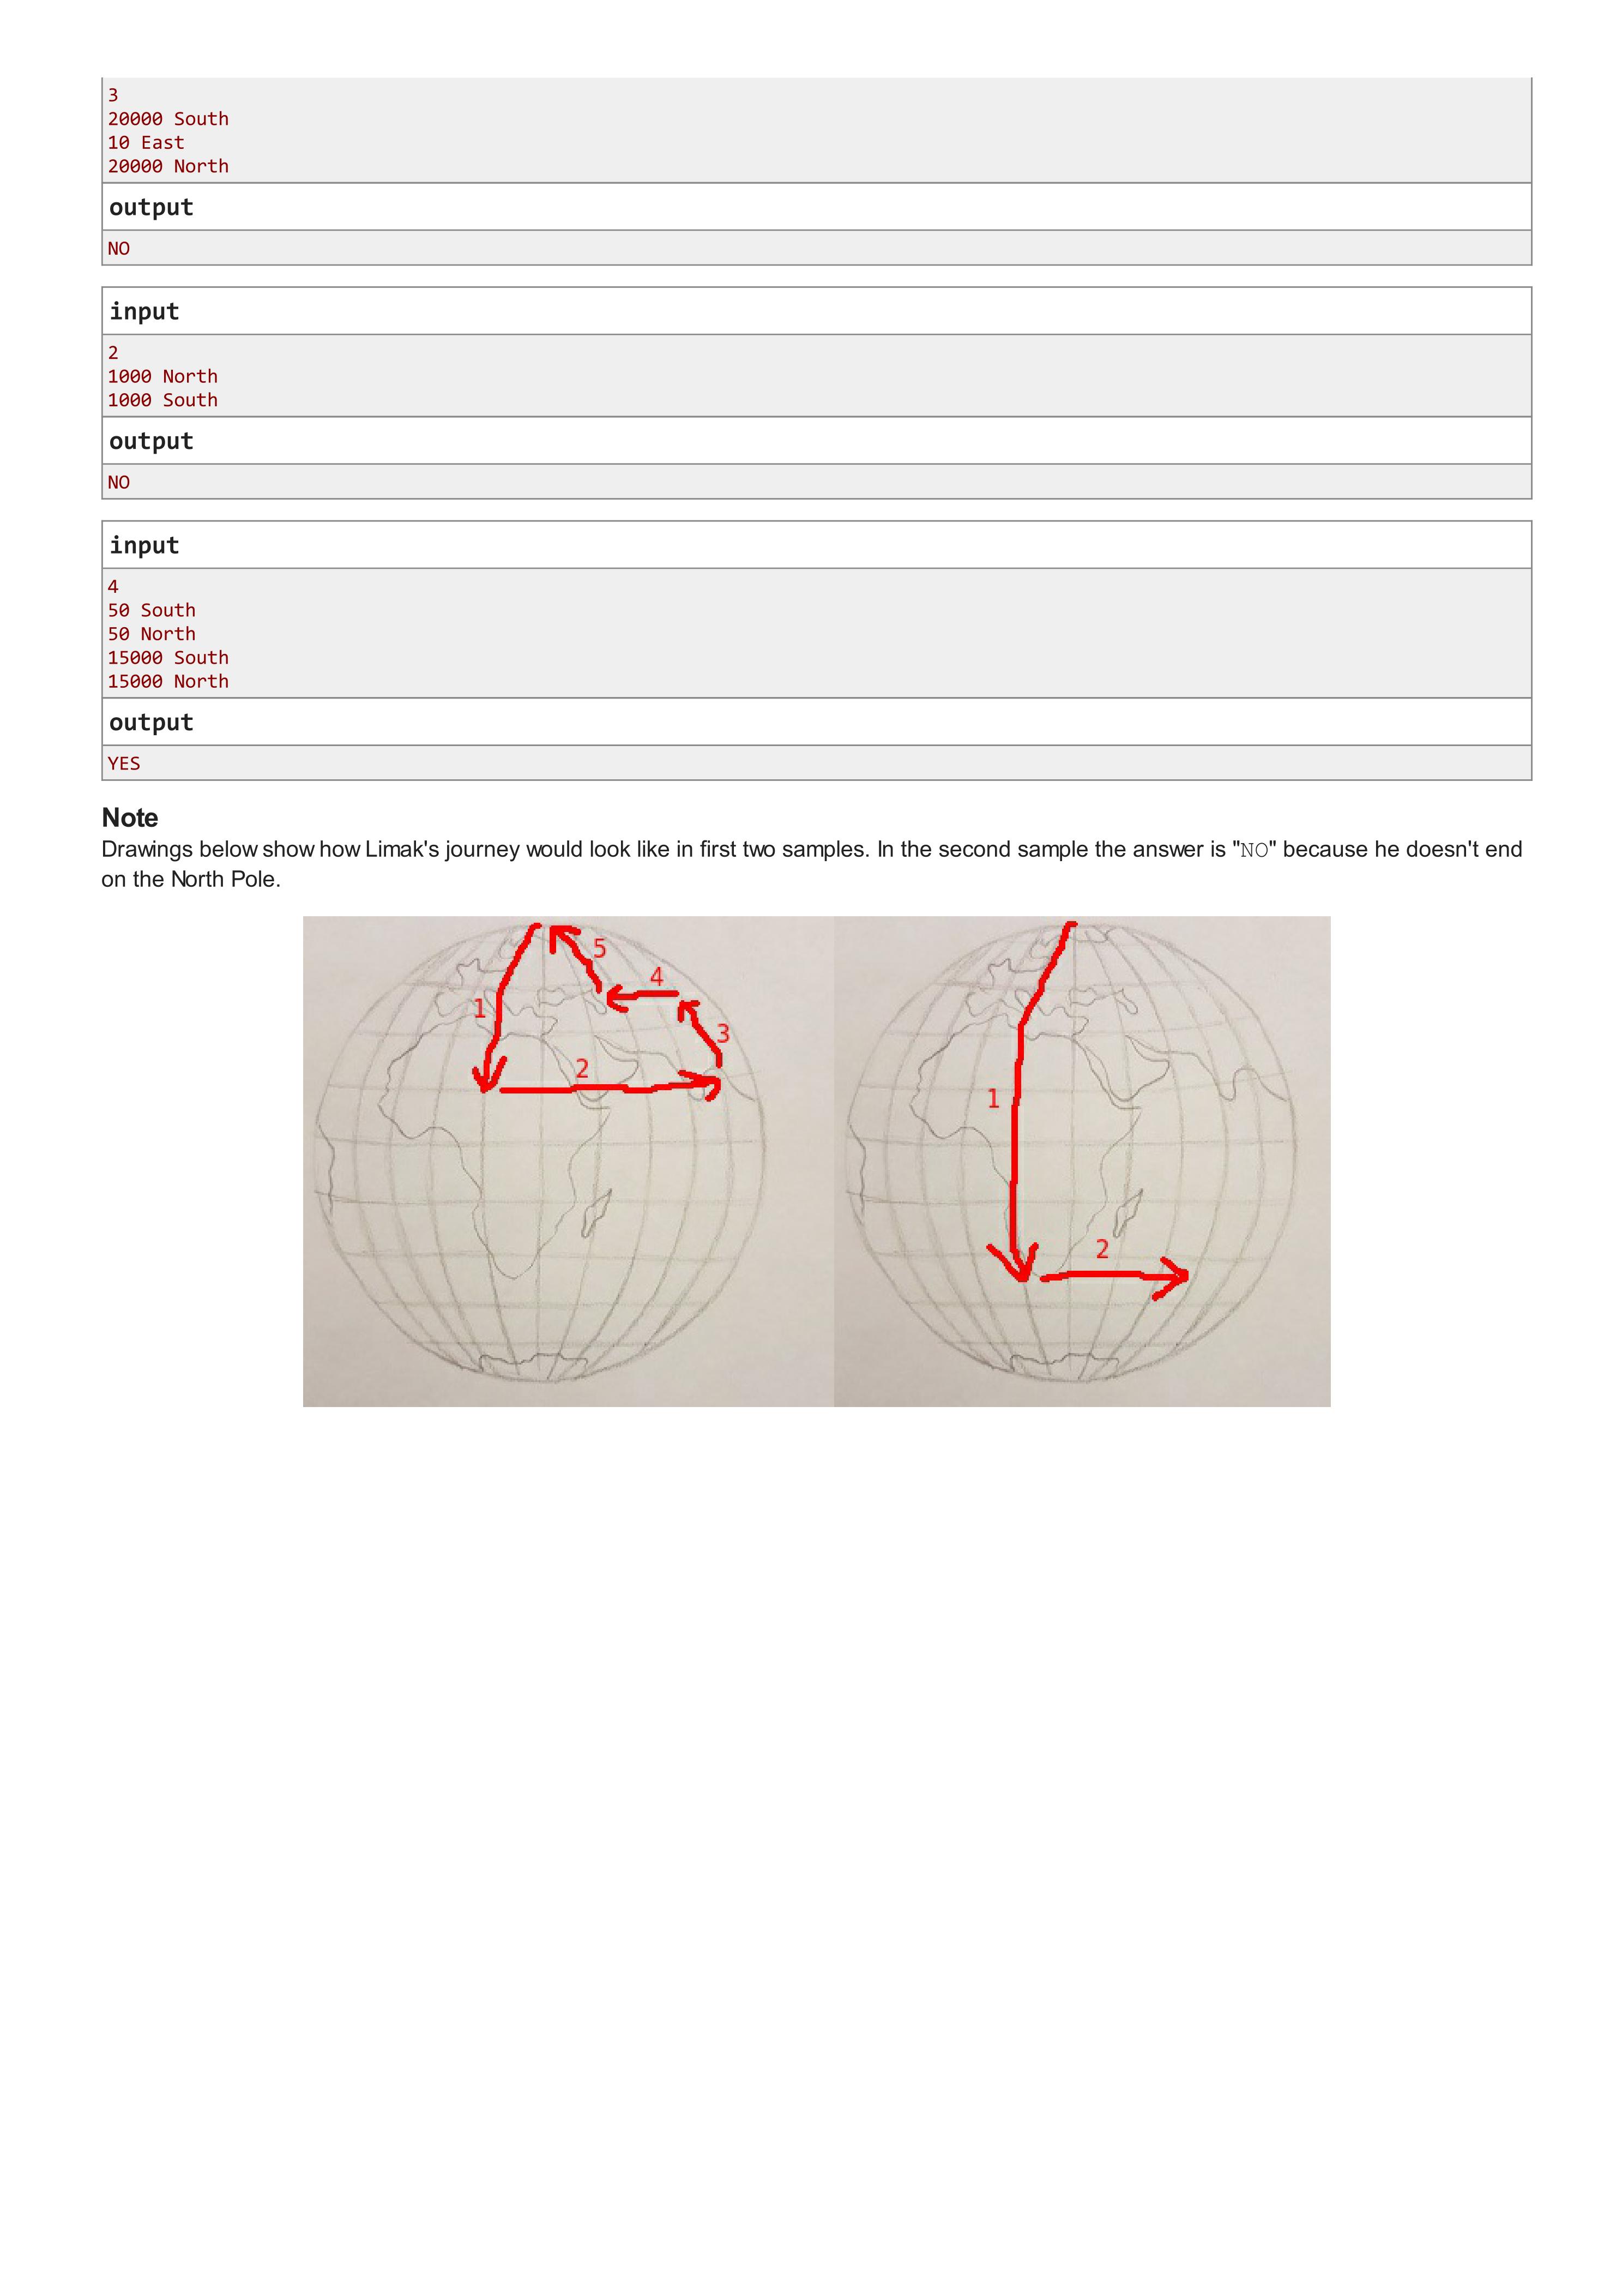 3
20000 South
10 East
20000 North
output
NO
input
2
1000 North
1000 South
output
NO
input
4
50 South
50 North
15000 South
15000 North
output
YES
Note
Drawings below show how Limak's journey would look like in first two samples. In the second sample the answer is "NO" because he doesn't end
on the North Pole.
1
2
3
4
5
1
2